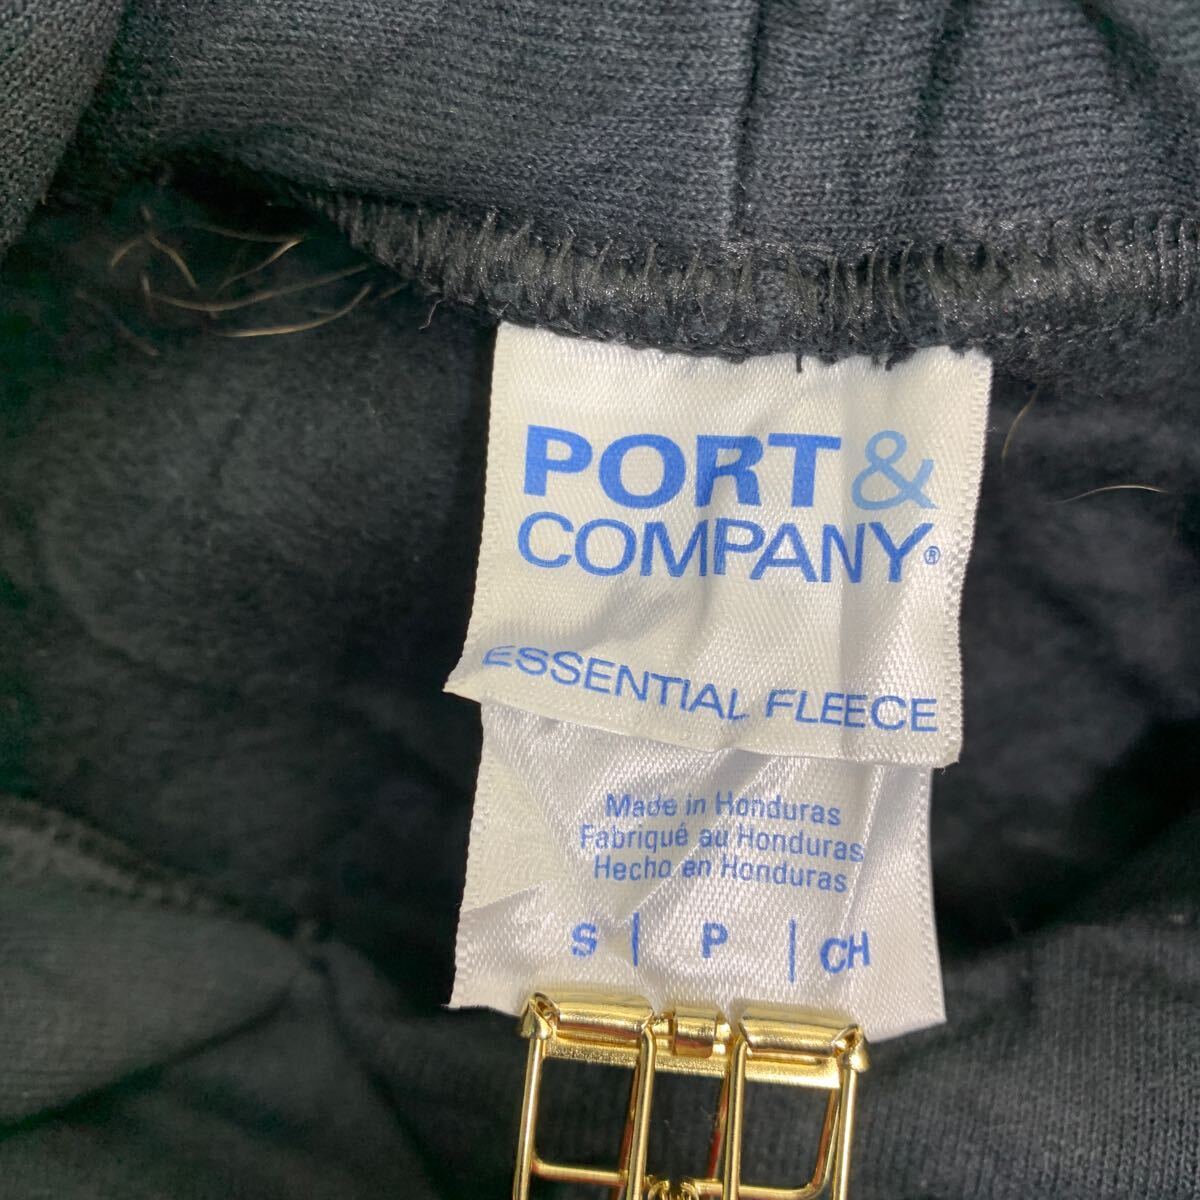 PORT &
COMPANY®
ESSENTIAL FLEECE
Made in Honduras
Fabriqué au Honduras
Hecho en Honduras
S | P | CH